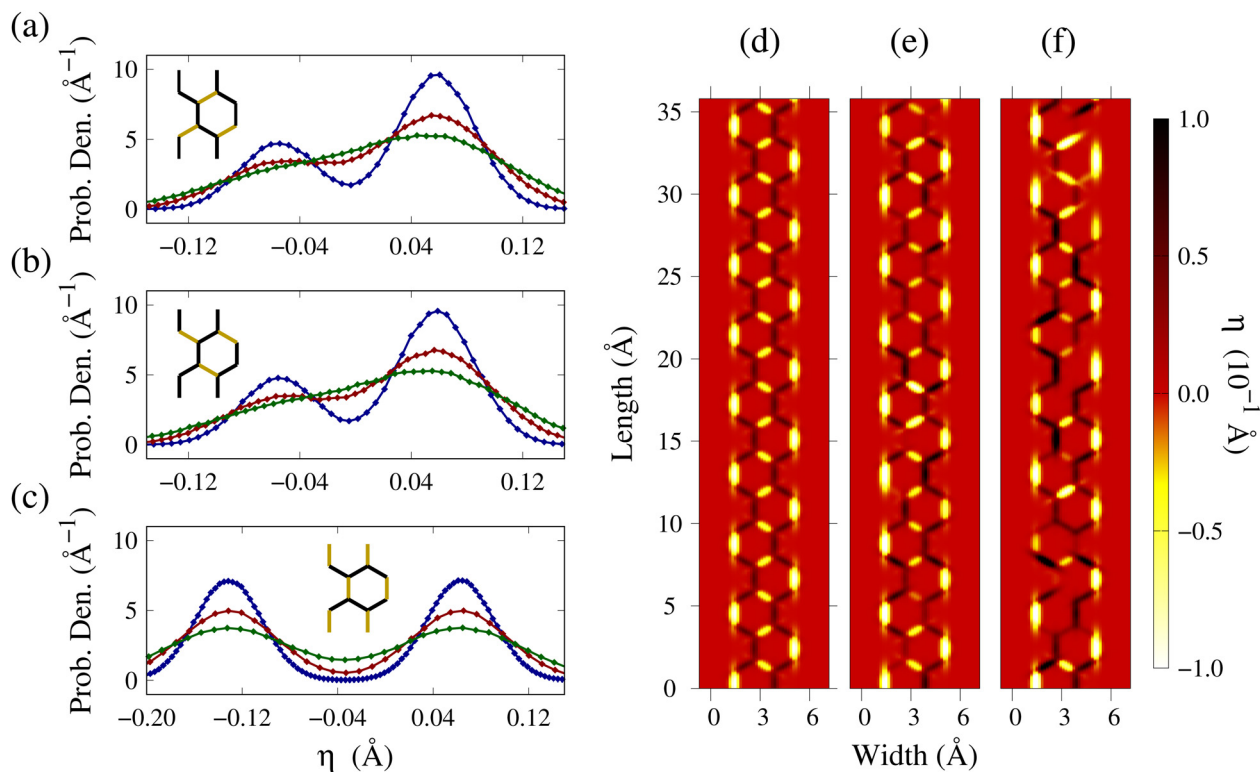 (a)
Prob. Den. (Å⁻¹)
10
5
0
−0.12
−0.04
0.04
0.12
(b)
Prob. Den. (Å⁻¹)
10
5
0
−0.12
−0.04
0.04
0.12
(c)
Prob. Den. (Å⁻¹)
10
5
0
−0.20
−0.12
−0.04
0.04
0.12
η (Å)
(d)
(e)
(f)
Length (Å)
35
30
25
20
15
10
5
0
0 3 6
0 3 6
0 3 6
Width (Å)
1.0
0.5
0.0
−0.5
−1.0
η (10⁻¹ Å)